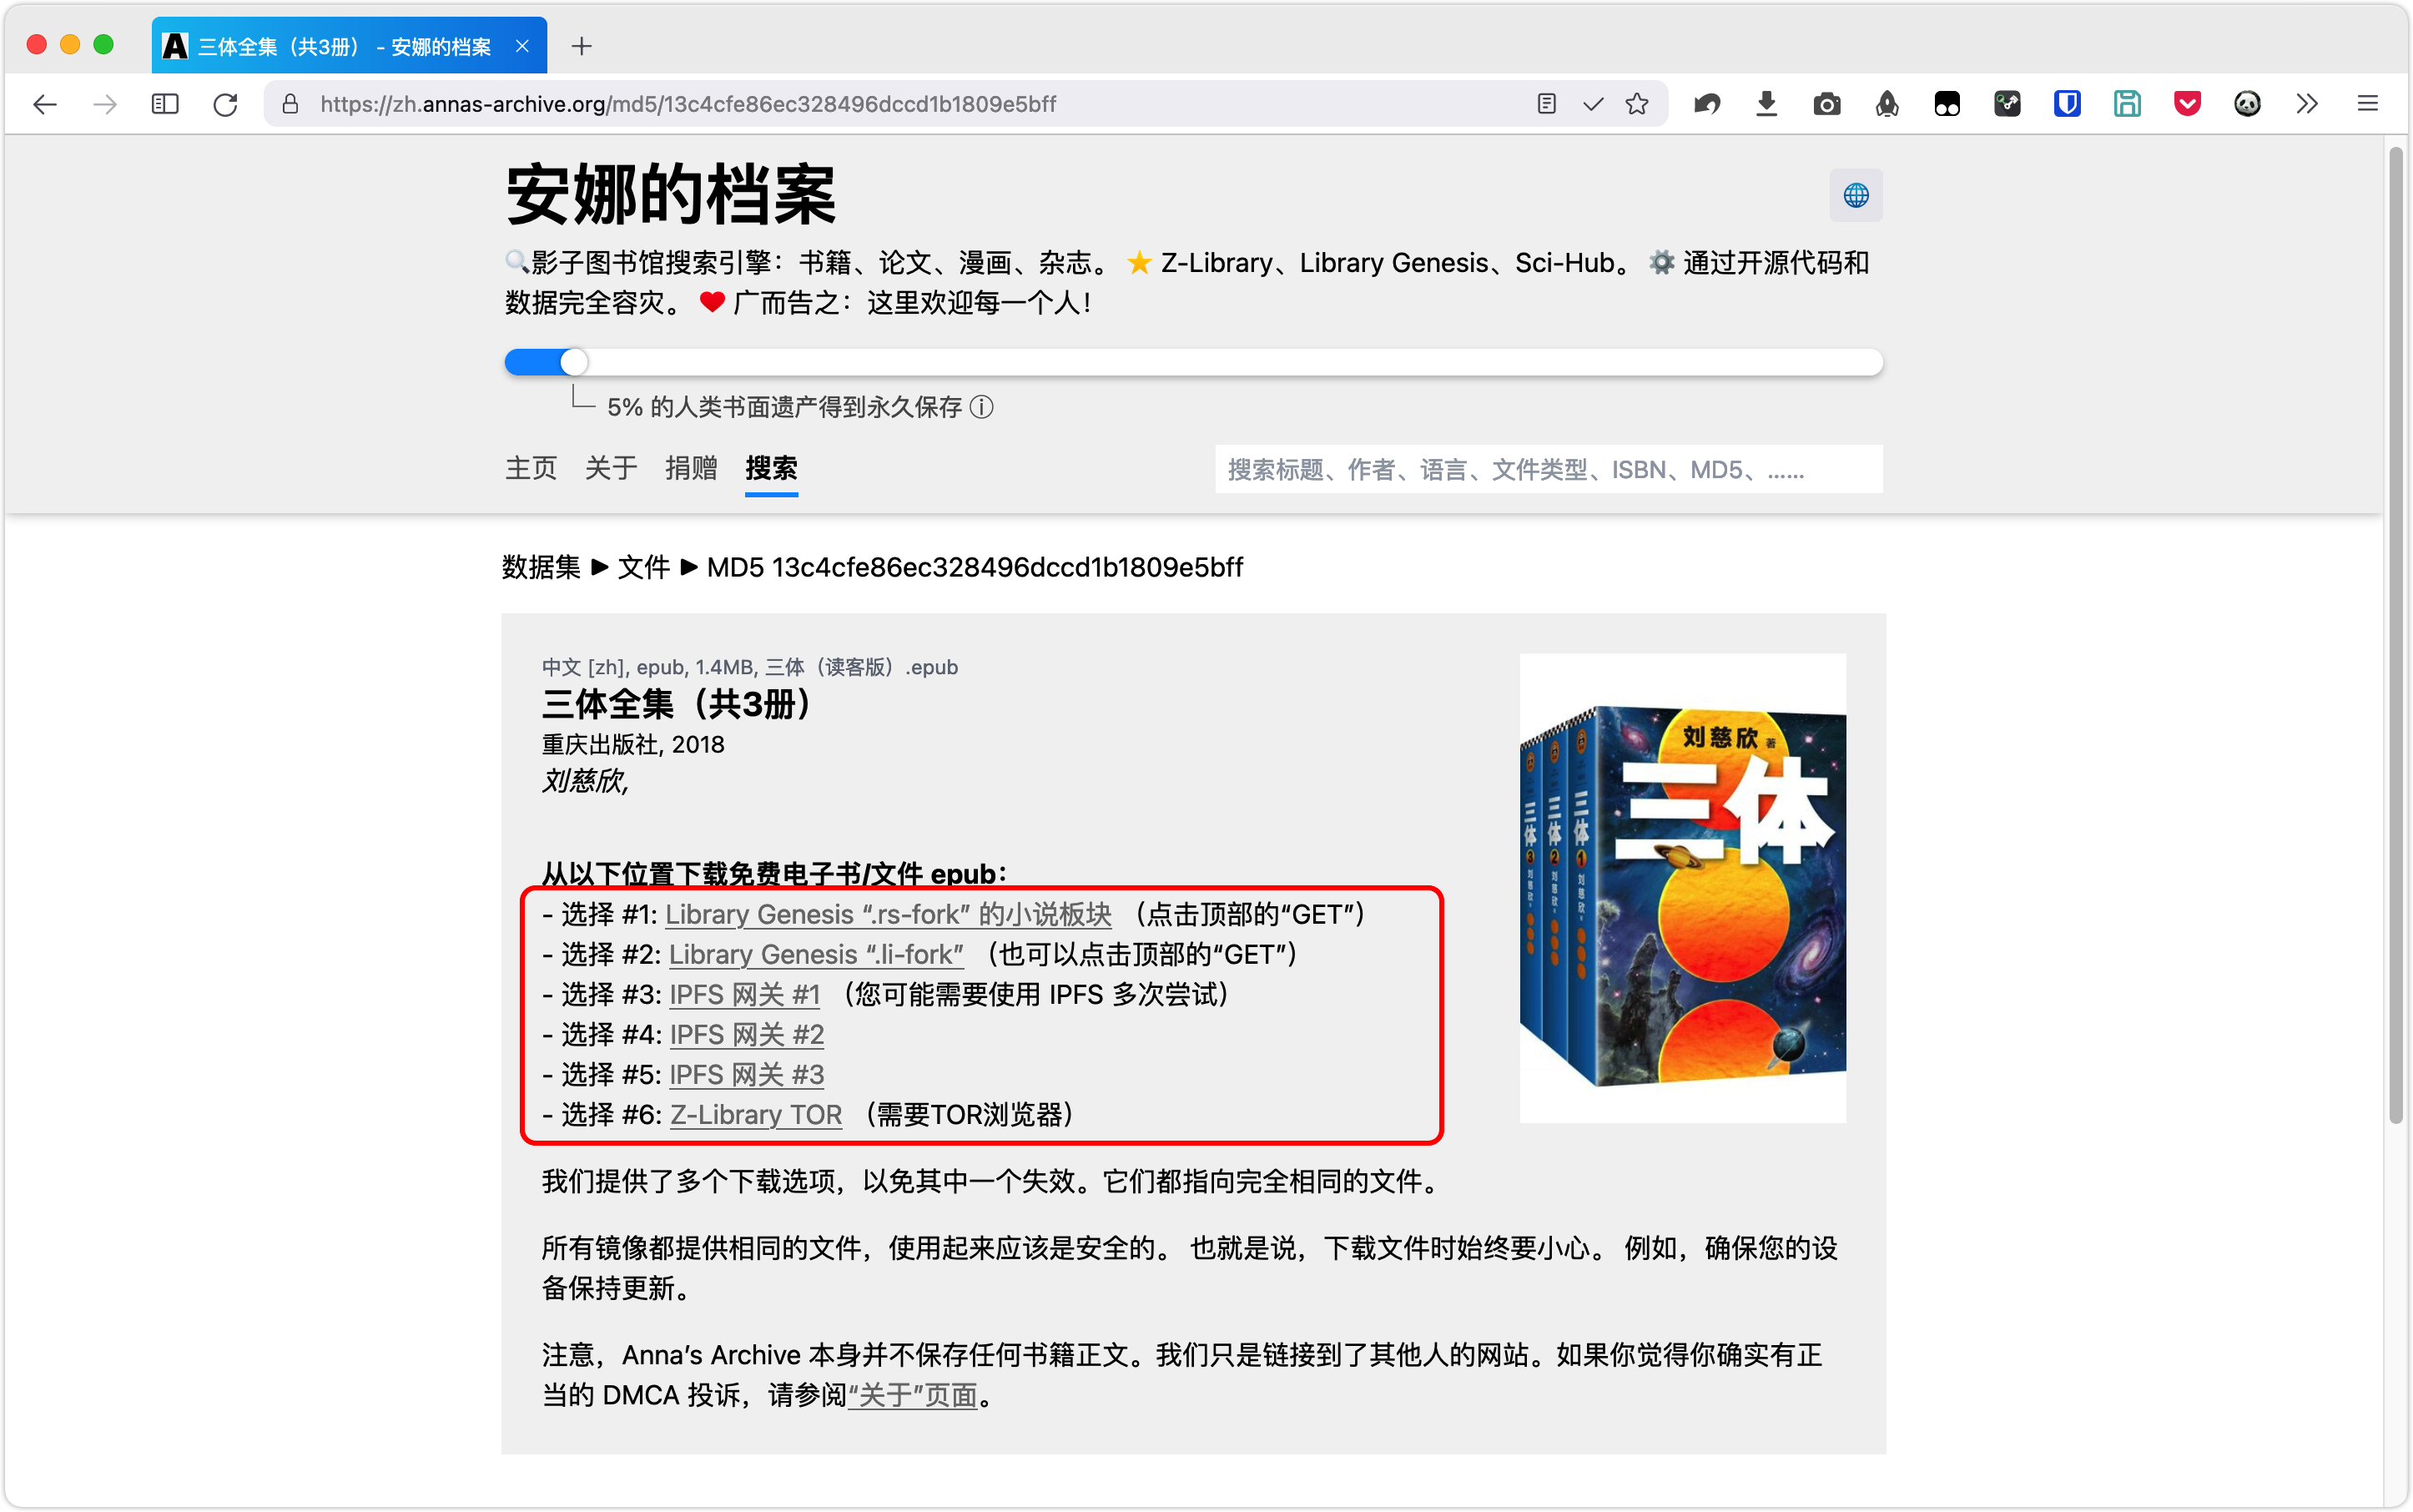 三体全集（共3册） - 安娜的档案
https://zh.annas-archive.org/md5/13c4cfe86ec328496dccd1b1809e5bff
安娜的档案
🔍影子图书馆搜索引擎：书籍、论文、漫画、杂志。 ⭐ Z-Library、Library Genesis、Sci-Hub。 ⚙️ 通过开源代码和
数据完全容灾。 ❤️ 广而告之：这里欢迎每一个人！
5% 的人类书面遗产得到永久保存 ⓘ
主页 关于 捐赠 搜索
搜索标题、作者、语言、文件类型、ISBN、MD5、……
数据集 ▶ 文件 ▶ MD5 13c4cfe86ec328496dccd1b1809e5bff
中文 [zh], epub, 1.4MB, 三体（读客版）.epub
三体全集（共3册）
重庆出版社, 2018
刘慈欣,
从以下位置下载免费电子书/文件 epub：
- 选择 #1: Library Genesis “.rs-fork” 的小说板块 （点击顶部的“GET”）
- 选择 #2: Library Genesis “.li-fork” （也可以点击顶部的“GET”）
- 选择 #3: IPFS 网关 #1 （您可能需要使用 IPFS 多次尝试）
- 选择 #4: IPFS 网关 #2
- 选择 #5: IPFS 网关 #3
- 选择 #6: Z-Library TOR （需要TOR浏览器）
刘慈欣 著
三体
三体 3 刘慈欣
三体 2 刘慈欣
三体 1 刘慈欣
我们提供了多个下载选项，以免其中一个失效。它们都指向完全相同的文件。
所有镜像都提供相同的文件，使用起来应该是安全的。 也就是说，下载文件时始终要小心。 例如，确保您的设
备保持更新。
注意，Anna’s Archive 本身并不保存任何书籍正文。我们只是链接到了其他人的网站。如果你觉得你确实有正
当的 DMCA 投诉，请参阅“关于”页面。